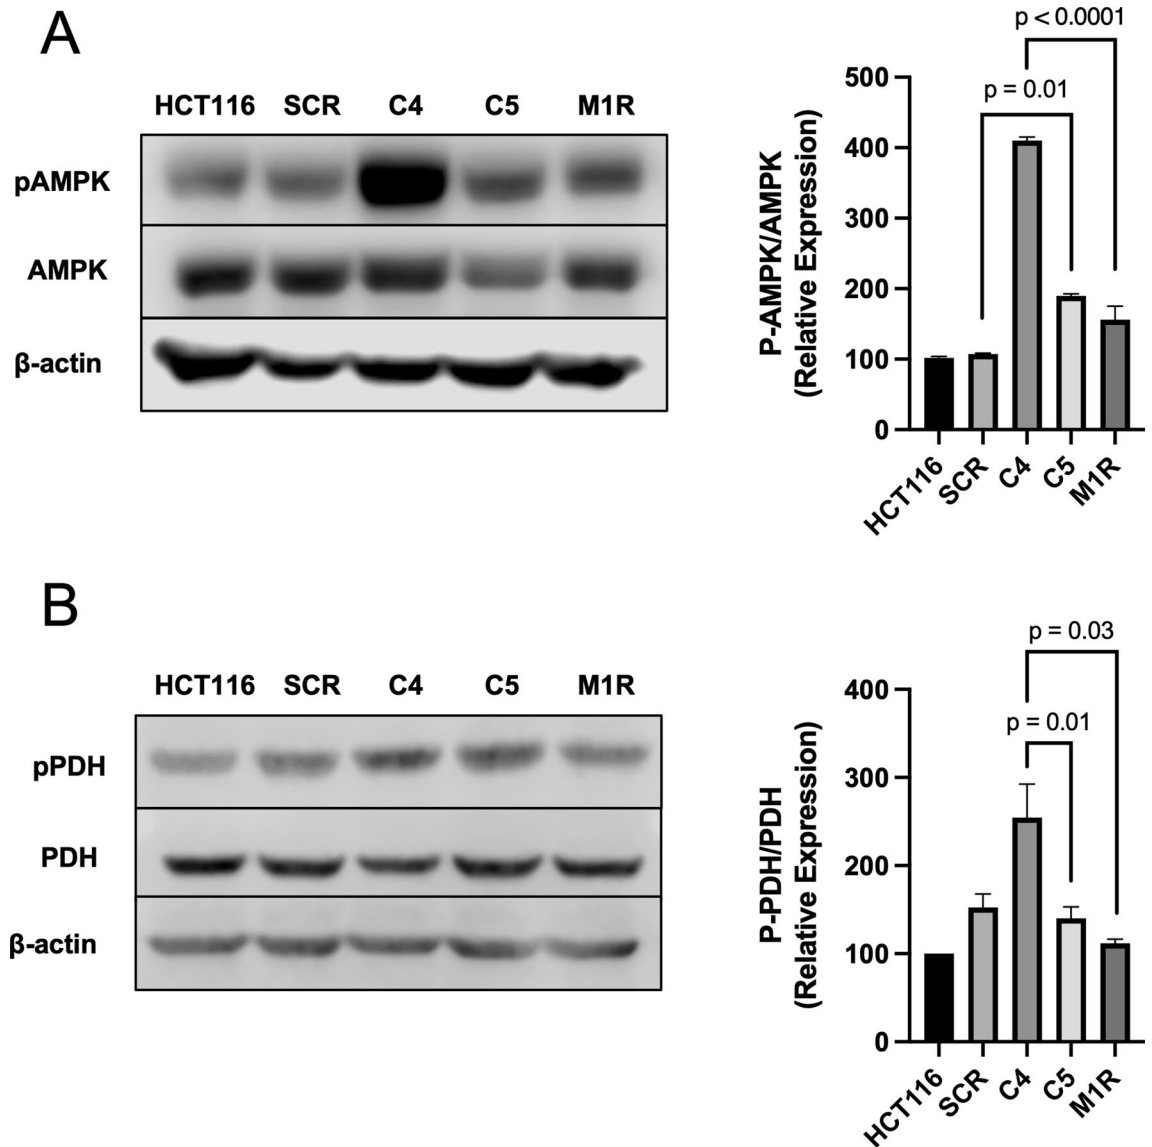 A
HCT116 SCR C4 C5 M1R
pAMPK
AMPK
β-actin
p < 0.0001
p = 0.01
P-AMPK/AMPK
(Relative Expression)
500
400
300
200
100
0
HCT116 SCR C4 C5 M1R
B
HCT116 SCR C4 C5 M1R
pPDH
PDH
β-actin
p = 0.03
p = 0.01
P-PDH/PDH
(Relative Expression)
400
300
200
100
0
HCT116 SCR C4 C5 M1R